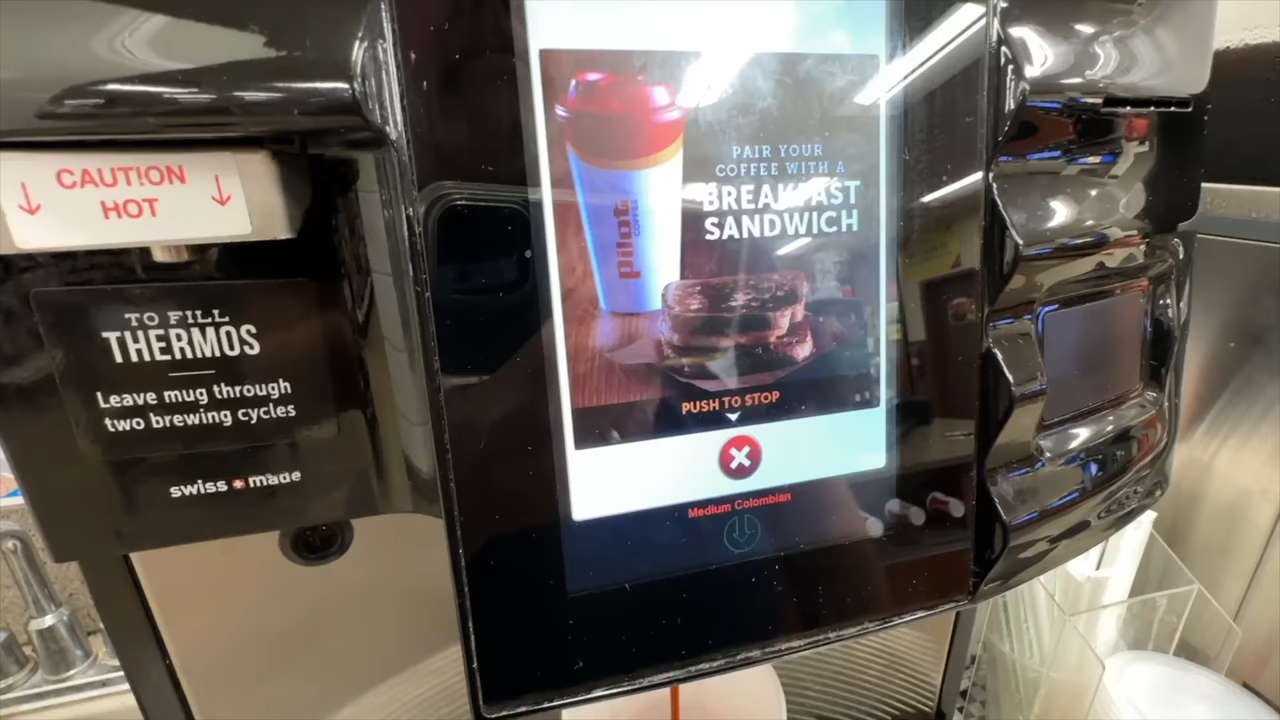 CAUTION
HOT
TO FILL
THERMOS
Leave mug through
two brewing cycles
swiss made
PAIR YOUR
COFFEE WITH A
BREAKFAST
SANDWICH
pilot
COFFEE
PUSH TO STOP
Medium Colombian